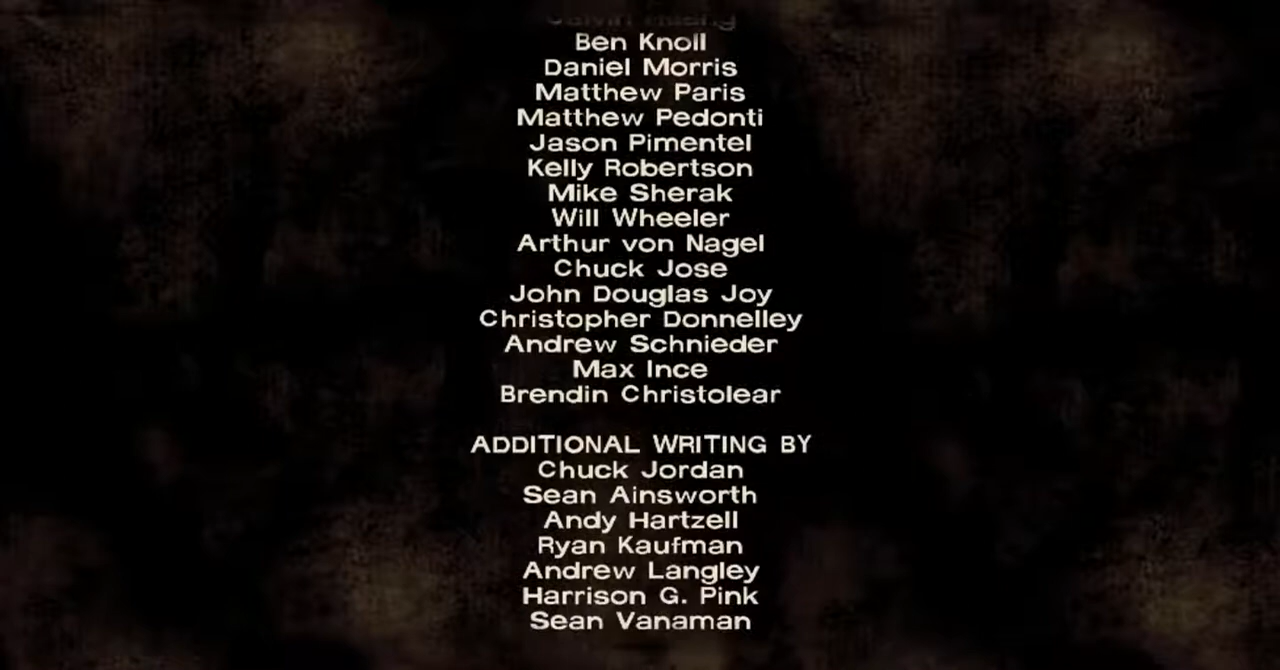 Ben Knoll
Daniel Morris
Matthew Paris
Matthew Pedonti
Jason Pimentel
Kelly Robertson
Mike Sherak
Will Wheeler
Arthur von Nagel
Chuck Jose
John Douglas Joy
Christopher Donnelley
Andrew Schnieder
Max Ince
Brendin Christolear
ADDITIONAL WRITING BY
Chuck Jordan
Sean Ainsworth
Andy Hartzell
Ryan Kaufman
Andrew Langley
Harrison G. Pink
Sean Vanaman